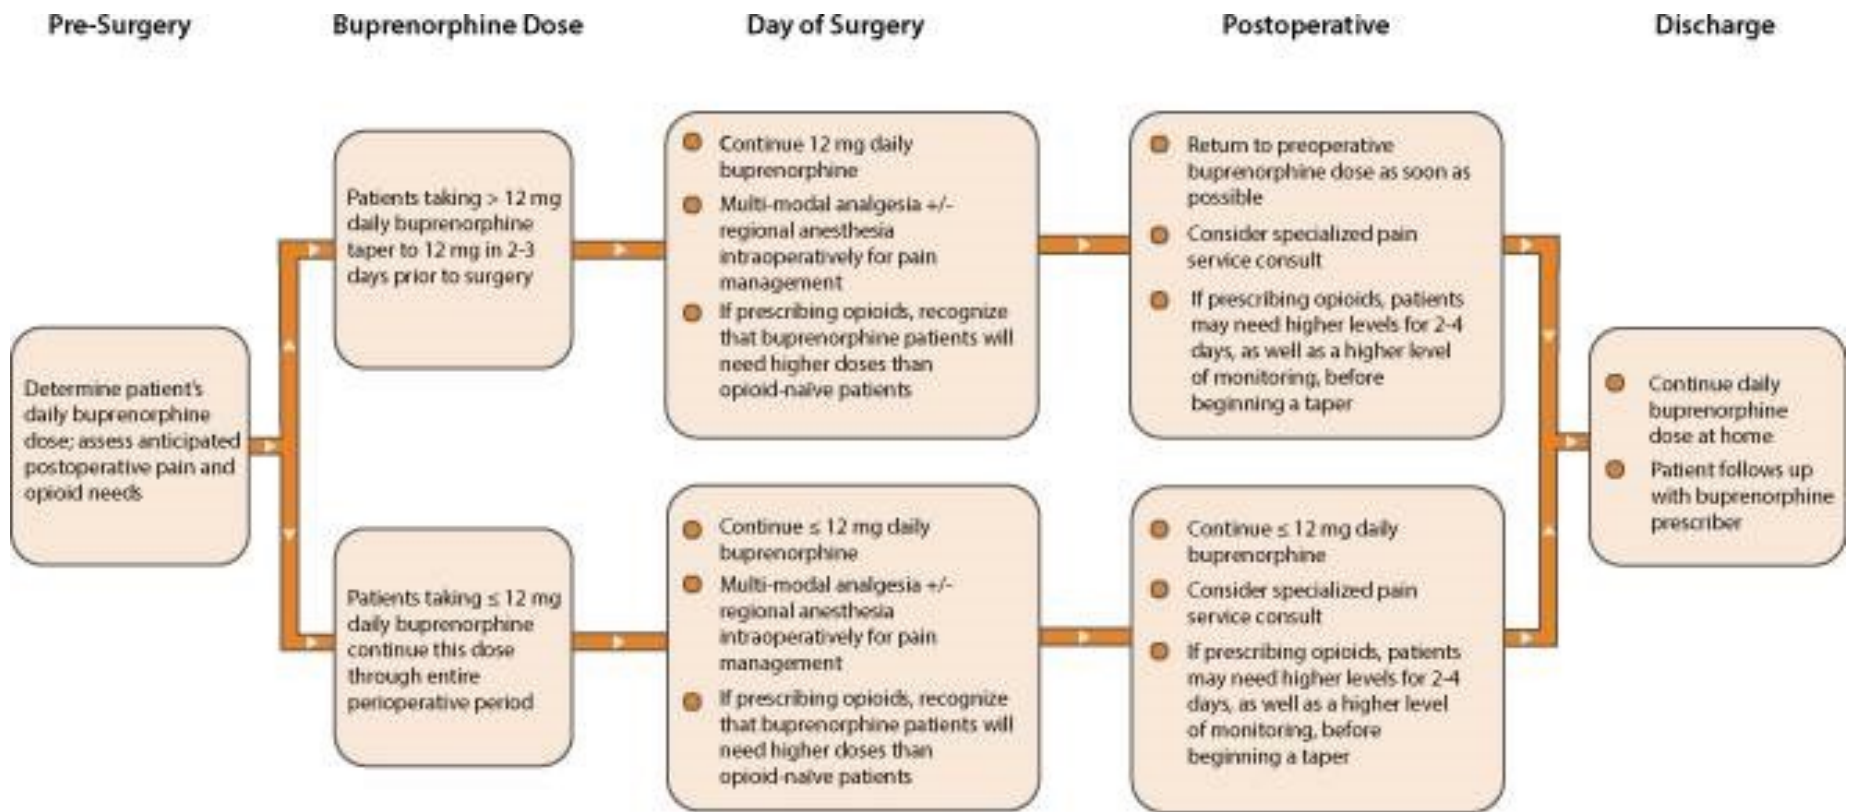 Pre-Surgery
Buprenorphine Dose
Day of Surgery
Postoperative
Discharge
Determine patient's
daily buprenorphine
dose; assess anticipated
postoperative pain and
opioid needs
Patients taking > 12 mg
daily buprenorphine
taper to 12 mg in 2-3
days prior to surgery
Continue 12 mg daily
buprenorphine
Multi-modal analgesia +/-
regional anesthesia
intraoperatively for pain
management
If prescribing opioids, recognize
that buprenorphine patients will
need higher doses than
opioid-naïve patients
Return to preoperative
buprenorphine dose as soon as
possible
Consider specialized pain
service consult
If prescribing opioids, patients
may need higher levels for 2-4
days, as well as a higher level
of monitoring, before
beginning a taper
Patients taking ≤ 12 mg
daily buprenorphine
continue this dose
through entire
perioperative period
Continue ≤ 12 mg daily
buprenorphine
Multi-modal analgesia +/-
regional anesthesia
intraoperatively for pain
management
If prescribing opioids, recognize
that buprenorphine patients will
need higher doses than
opioid-naïve patients
Continue ≤ 12 mg daily
buprenorphine
Consider specialized pain
service consult
If prescribing opioids, patients
may need higher levels for 2-4
days, as well as a higher level
of monitoring, before
beginning a taper
Continue daily
buprenorphine
dose at home
Patient follows up
with buprenorphine
prescriber